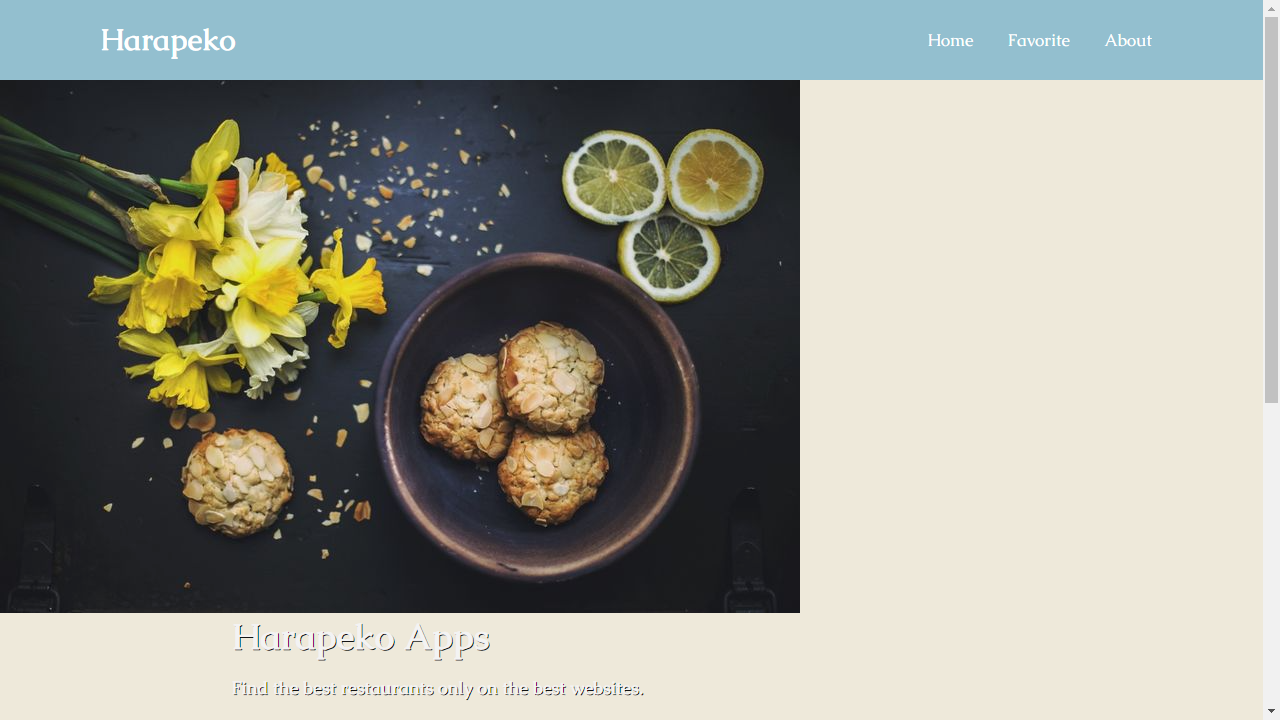 Harapeko
Home Favorite About
Harapeko Apps
Find the best restaurants only on the best websites.